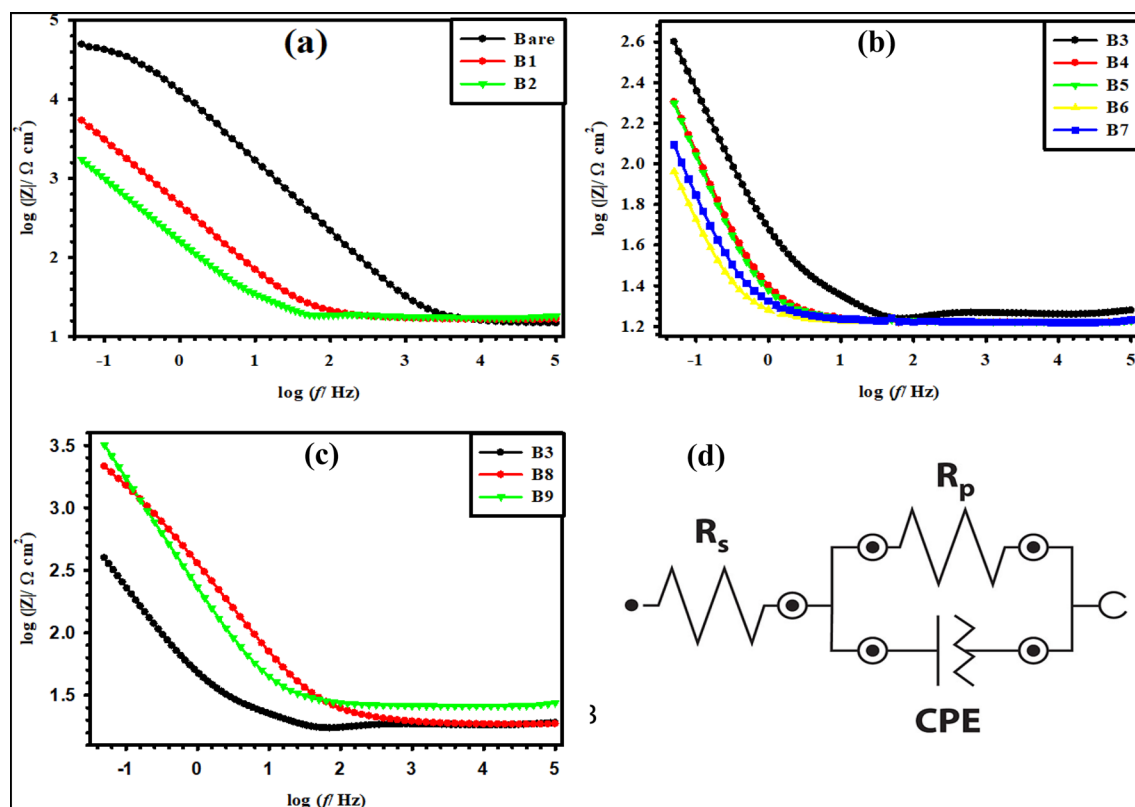 (a)
Bare
B1
B2
5
4
3
2
1
log (|Z|/ Ω cm²)
-1 0 1 2 3 4 5
log (f/ Hz)
(b)
B3
B4
B5
B6
B7
2.6
2.4
2.2
2.0
1.8
1.6
1.4
1.2
log (|Z|/ Ω cm²)
-1 0 1 2 3 4 5
log (f/ Hz)
(c)
B3
B8
B9
3.5
3.0
2.5
2.0
1.5
log (|Z|/ Ω cm²)
-1 0 1 2 3 4 5
log (f/ Hz)
(d)
Rp
Rs
CPE